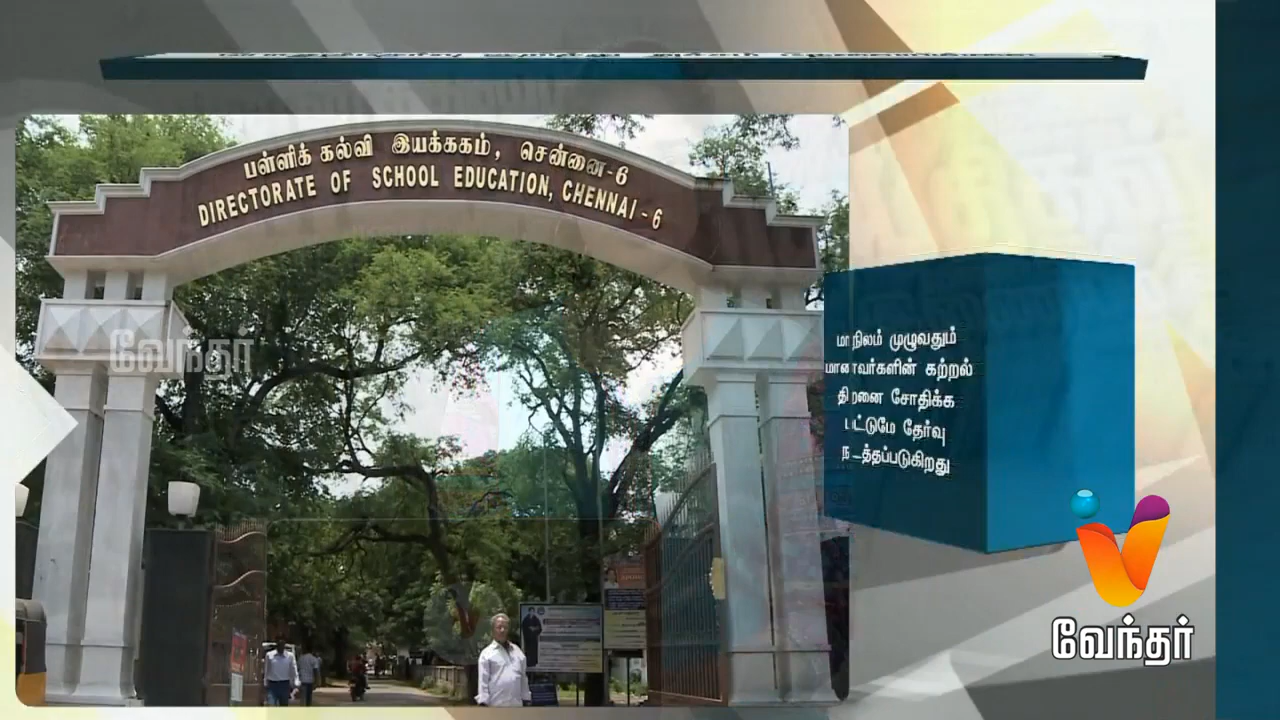 பள்ளிக் கல்வி இயக்ககம், சென்னை-6
DIRECTORATE OF SCHOOL EDUCATION, CHENNAI - 6
வேந்தர்
மாநிலம் முழுவதும்
மாணவர்களின் கற்றல்
திறனை சோதிக்க
மட்டுமே தேர்வு
நடத்தப்படுகிறது
வேந்தர்